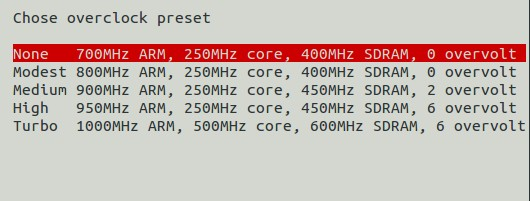 Chose overclock preset
None 700MHz ARM, 250MHz core, 400MHz SDRAM, 0 overvolt
Modest 800MHz ARM, 250MHz core, 400MHz SDRAM, 0 overvolt
Medium 900MHz ARM, 250MHz core, 450MHz SDRAM, 2 overvolt
High 950MHz ARM, 250MHz core, 450MHz SDRAM, 6 overvolt
Turbo 1000MHz ARM, 500MHz core, 600MHz SDRAM, 6 overvolt